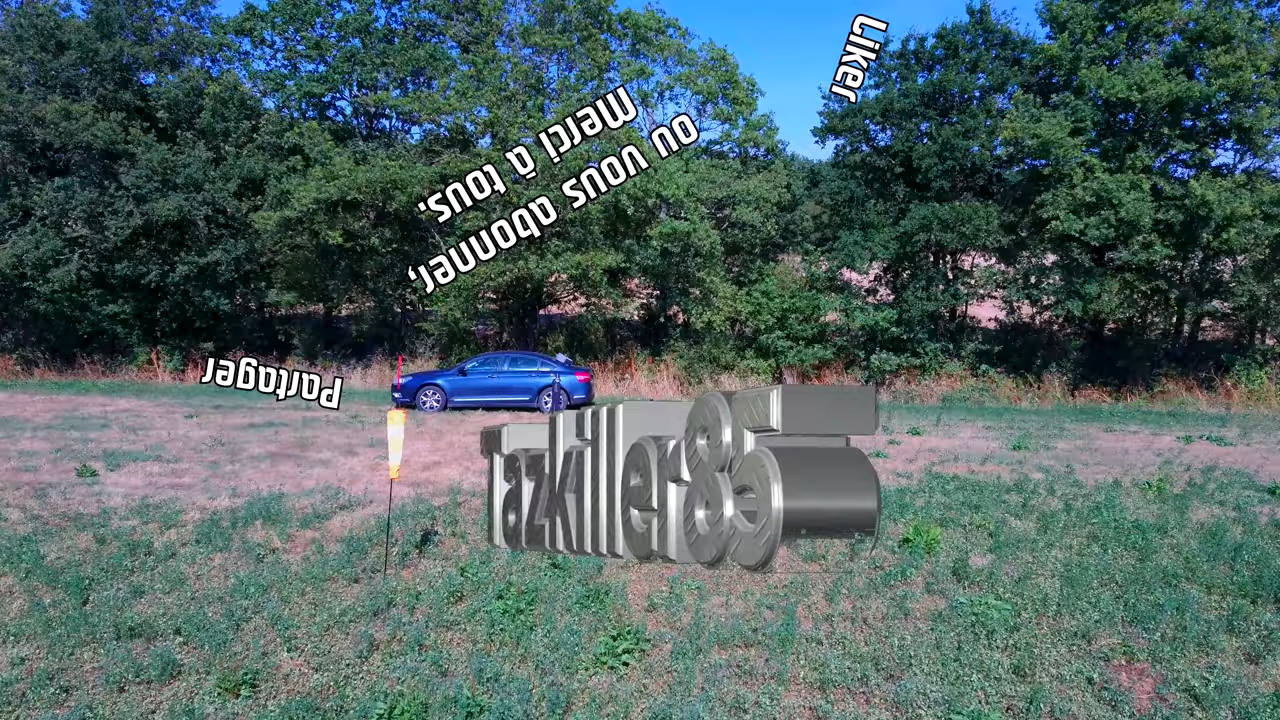 Liker
Partager
ou vous abonner,
Merci à tous.
Tazkiller85